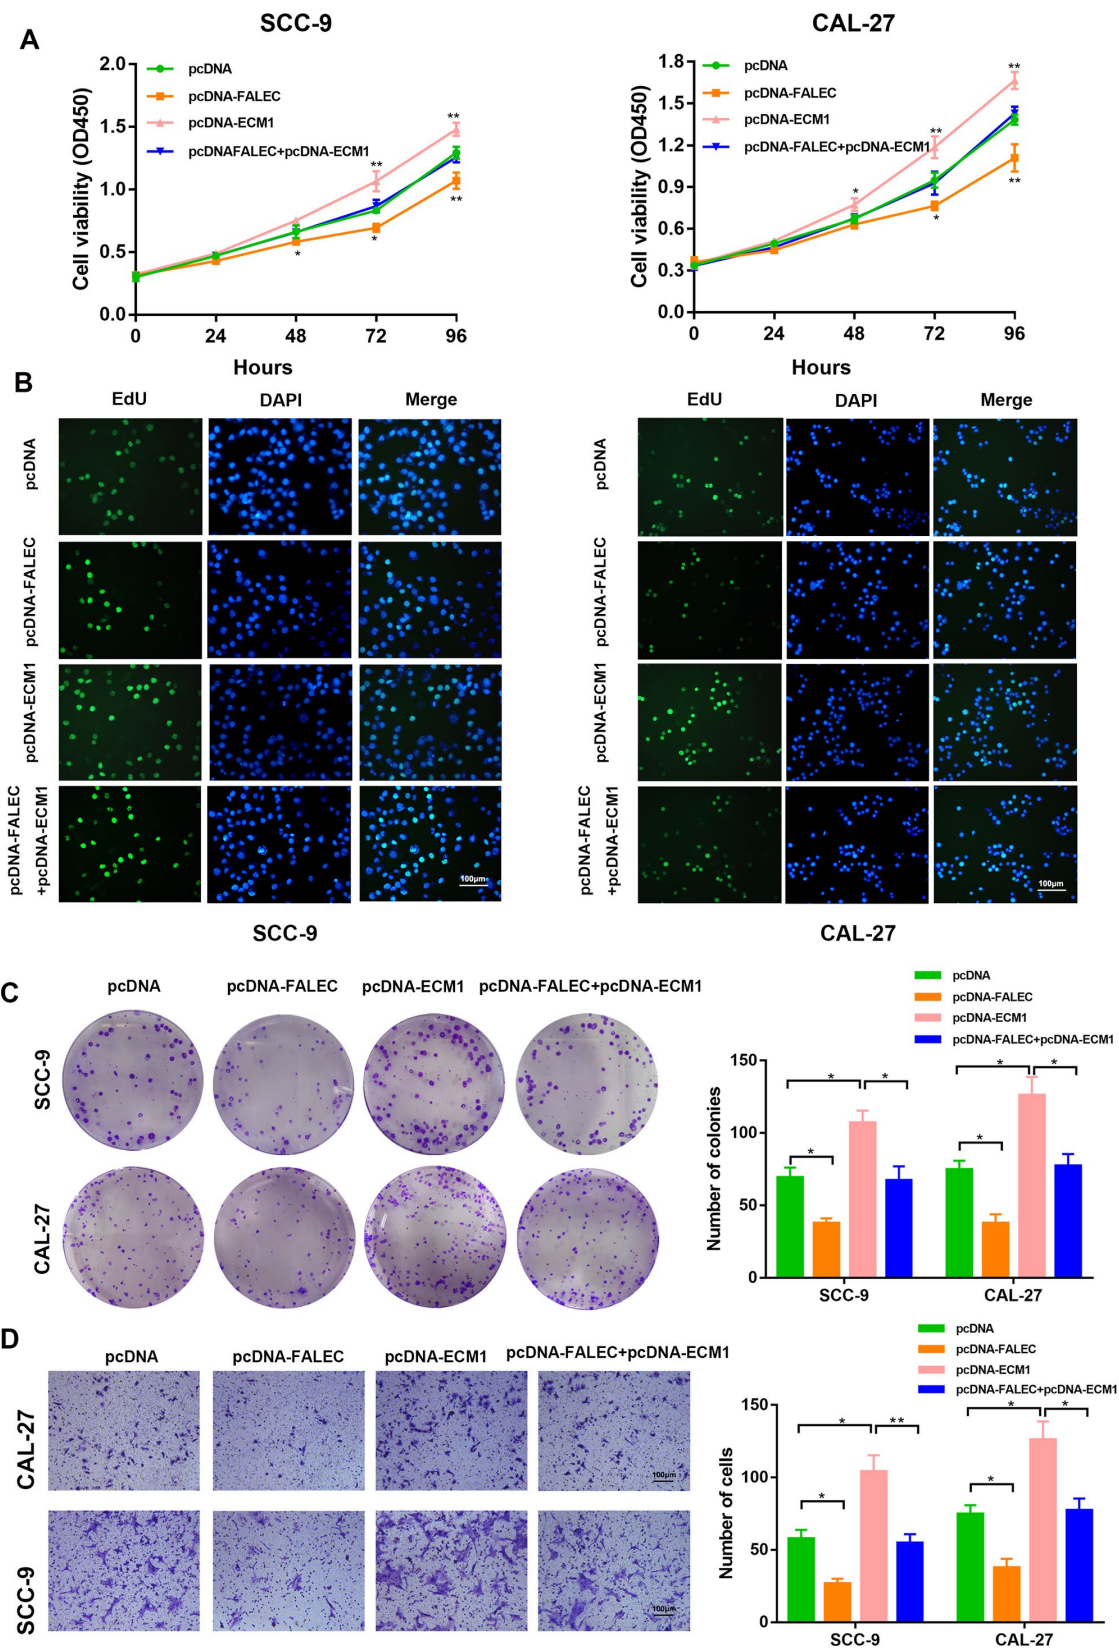 SCC-9
CAL-27
A
Cell viability (OD450)
2.0
1.5
1.0
0.5
0.0
pcDNA
pcDNA-FALEC
pcDNA-ECM1
pcDNAFALEC+pcDNA-ECM1
**
**
*
*
**
0
24
48
72
96
Hours
Cell viability (OD450)
1.8
1.5
1.2
0.9
0.6
0.3
0.0
pcDNA
pcDNA-FALEC
pcDNA-ECM1
pcDNA-FALEC+pcDNA-ECM1
**
**
*
*
**
0
24
48
72
96
Hours
B
EdU
DAPI
Merge
EdU
DAPI
Merge
pcDNA
pcDNA-FALEC
pcDNA-ECM1
pcDNA-FALEC
+pcDNA-ECM1
100μm
pcDNA
pcDNA-FALEC
pcDNA-ECM1
pcDNA-FALEC
+pcDNA-ECM1
100μm
SCC-9
CAL-27
C
pcDNA
pcDNA-FALEC
pcDNA-ECM1
pcDNA-FALEC+pcDNA-ECM1
SCC-9
CAL-27
pcDNA
pcDNA-FALEC
pcDNA-ECM1
pcDNA-FALEC+pcDNA-ECM1
Number of colonies
150
100
50
0
*
*
*
*
*
*
SCC-9
CAL-27
D
pcDNA
pcDNA-FALEC
pcDNA-ECM1
pcDNA-FALEC+pcDNA-ECM1
CAL-27
100μm
SCC-9
100μm
pcDNA
pcDNA-FALEC
pcDNA-ECM1
pcDNA-FALEC+pcDNA-ECM1
Number of cells
150
100
50
0
*
*
**
*
*
*
SCC-9
CAL-27